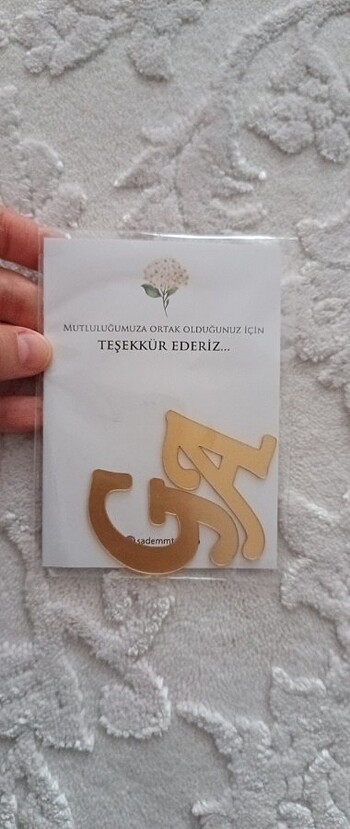 MUTLULUĞUMUZA ORTAK OLDUĞUNUZ İÇİN
TEŞEKKÜR EDERİZ...
G A